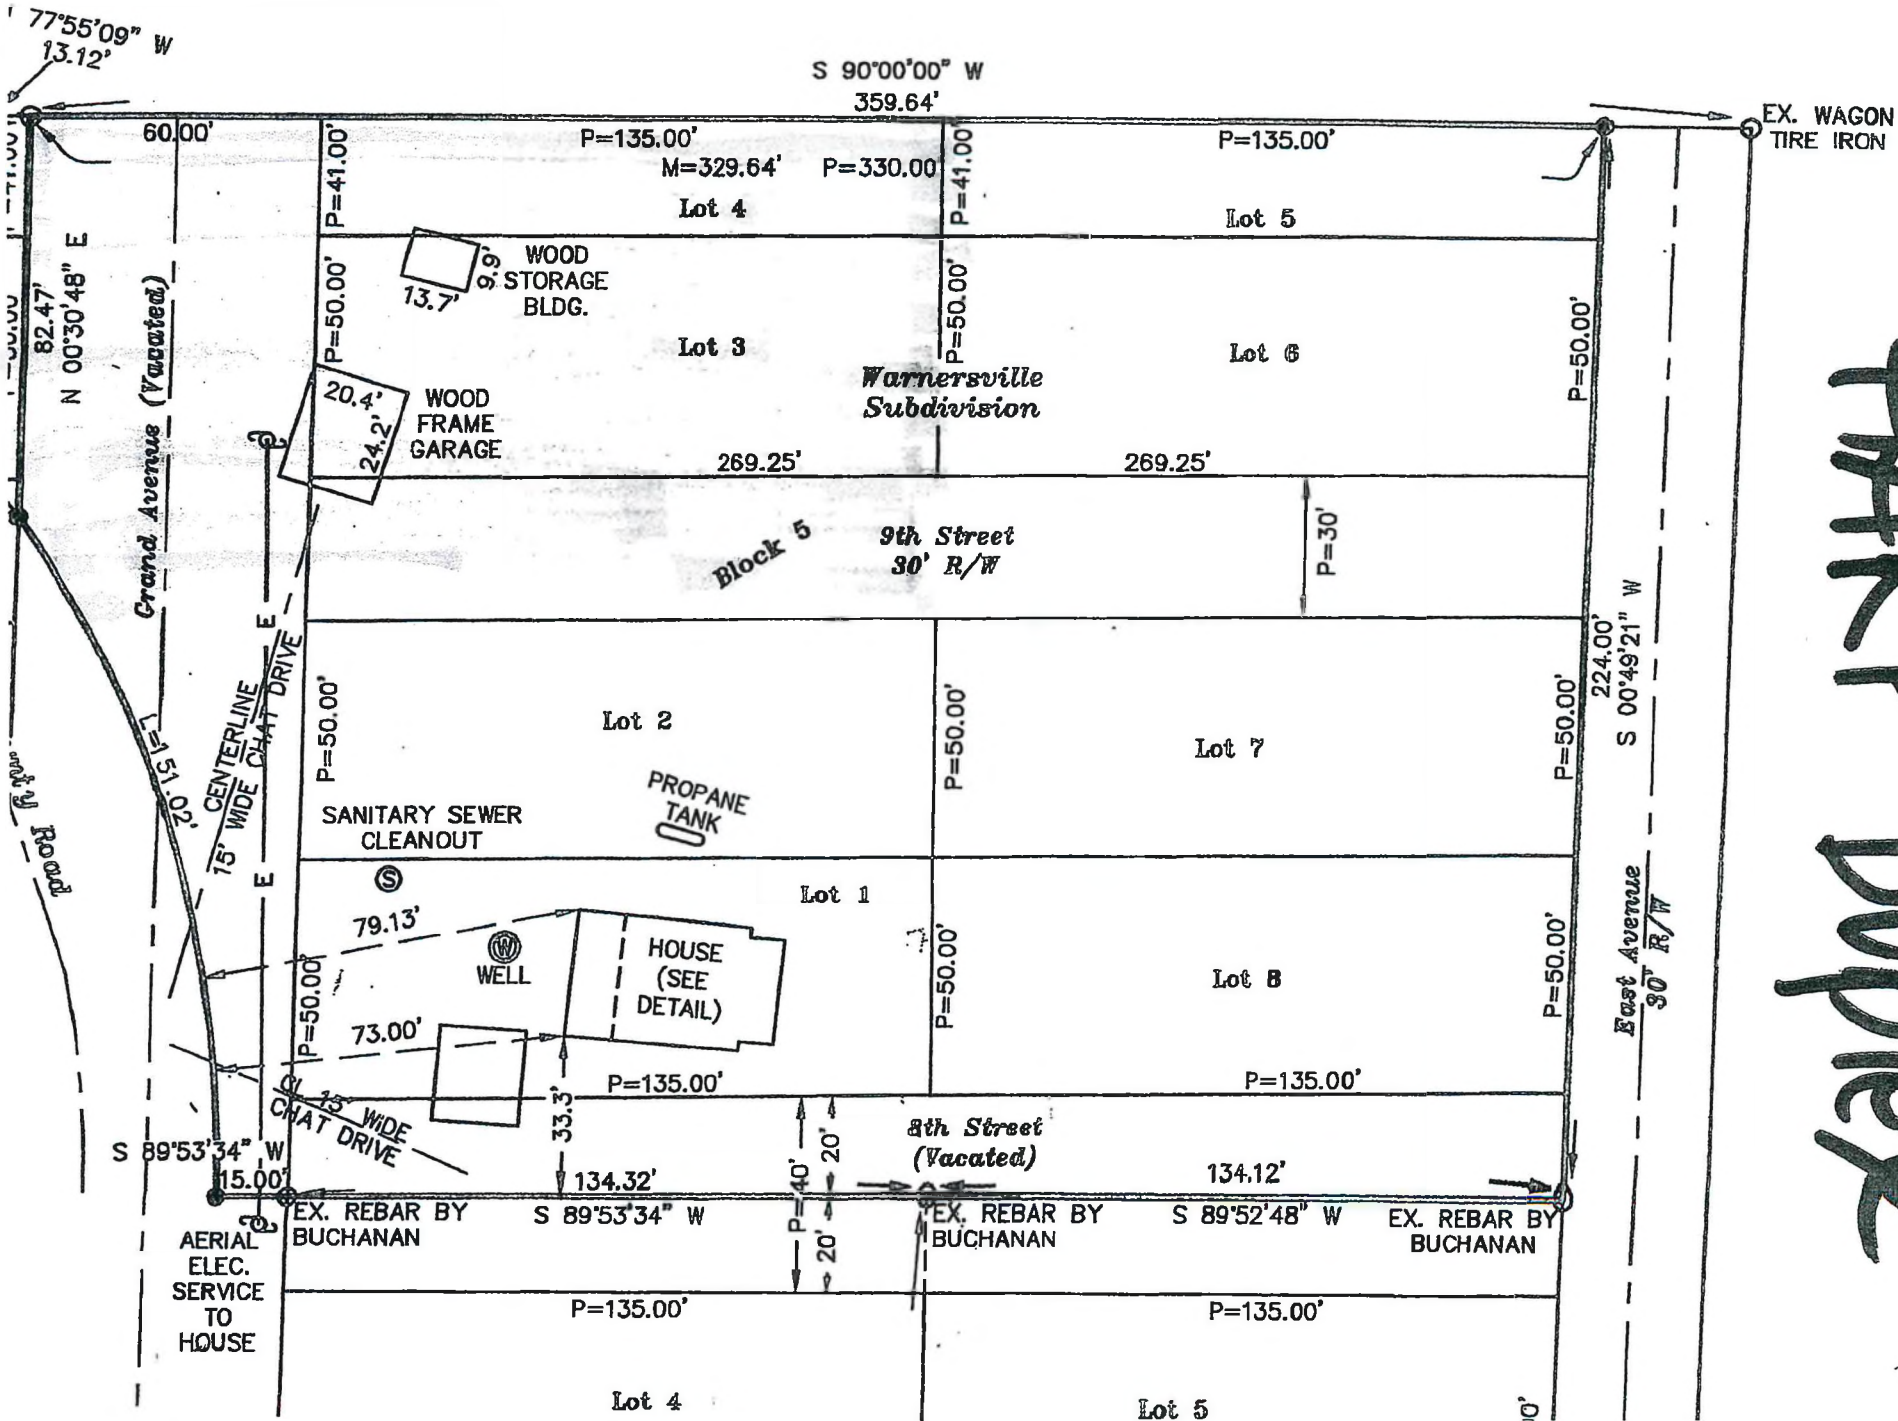 77°55'09" W
13.12'
S 90°00'00" W
359.64'
EX. WAGON
TIRE IRON
60.00'
P=135.00'
P=135.00'
M=329.64' P=330.00'
P=41.00'
P=41.00'
Lot 4
Lot 5
82.47'
N 00°30'48" E
Grand Avenue (Vacated)
P=50.00'
13.7'
9.9'
WOOD
STORAGE
BLDG.
P=50.00'
P=50.00'
Lot 3
Lot 6
Warnersville
Subdivision
20.4'
24.2'
WOOD
FRAME
GARAGE
269.25'
269.25'
Block 5
9th Street
30' R/W
P=30'
224.00'
S 00°49'21" W
E
CENTERLINE
15' WIDE CHAT DRIVE
L=151.02'
P=50.00'
P=50.00'
P=50.00'
Lot 2
Lot 7
PROPANE
TANK
SANITARY SEWER
CLEANOUT
Road
E
S
Lot 1
79.13'
W
WELL
HOUSE
(SEE
DETAIL)
P=50.00'
P=50.00'
P=50.00'
Lot 8
East Avenue
30' R/W
73.00'
P=135.00'
P=135.00'
CL 15' WIDE
CHAT DRIVE
33.3'
P=40'
20'
20'
8th Street
(Vacated)
S 89°53'34" W
15.00'
134.32'
134.12'
EX. REBAR BY
BUCHANAN
S 89°53'34" W
EX. REBAR BY
BUCHANAN
S 89°52'48" W
EX. REBAR BY
BUCHANAN
AERIAL
ELEC.
SERVICE
TO
HOUSE
P=135.00'
P=135.00'
Lot 4
Lot 5